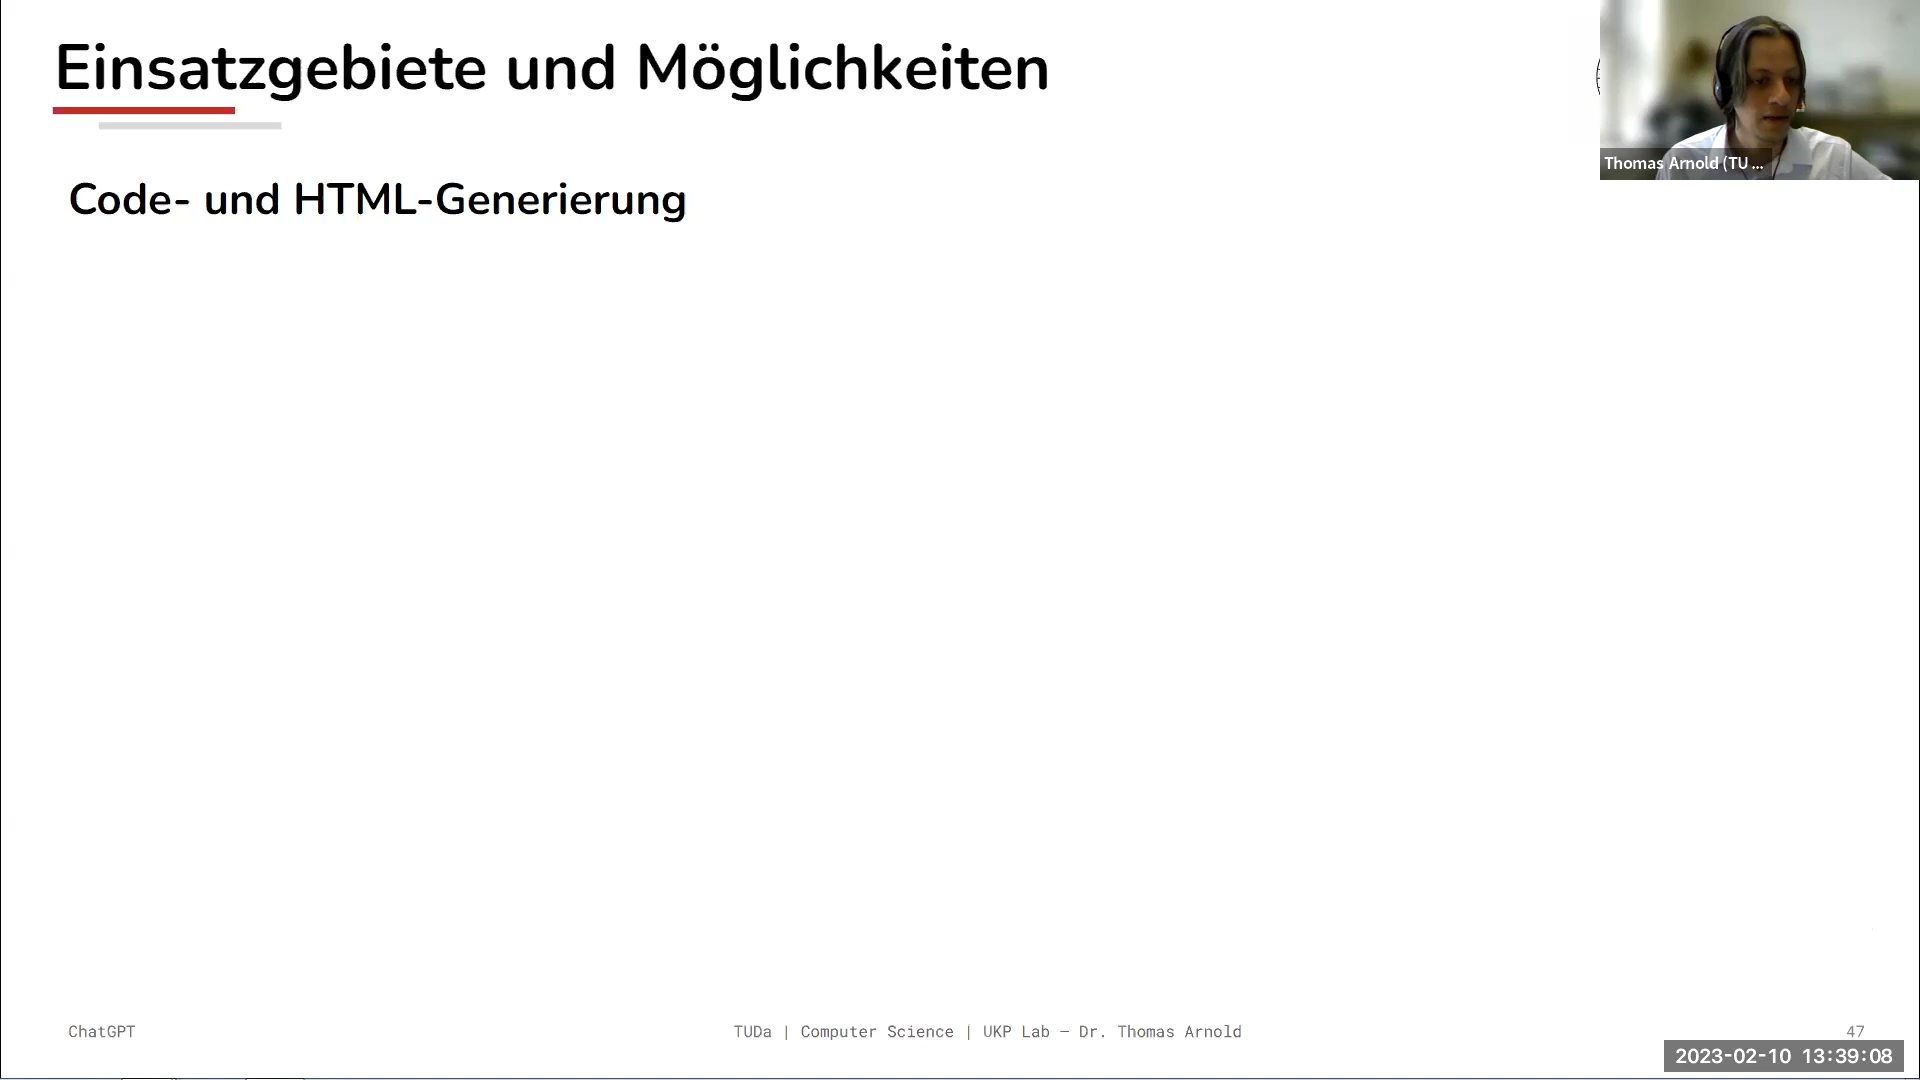 Einsatzgebiete und Möglichkeiten
Thomas Arnold (TU ...
Code- und HTML-Generierung
ChatGPT
TUDa | Computer Science | UKP Lab – Dr. Thomas Arnold
47
2023-02-10 13:39:08